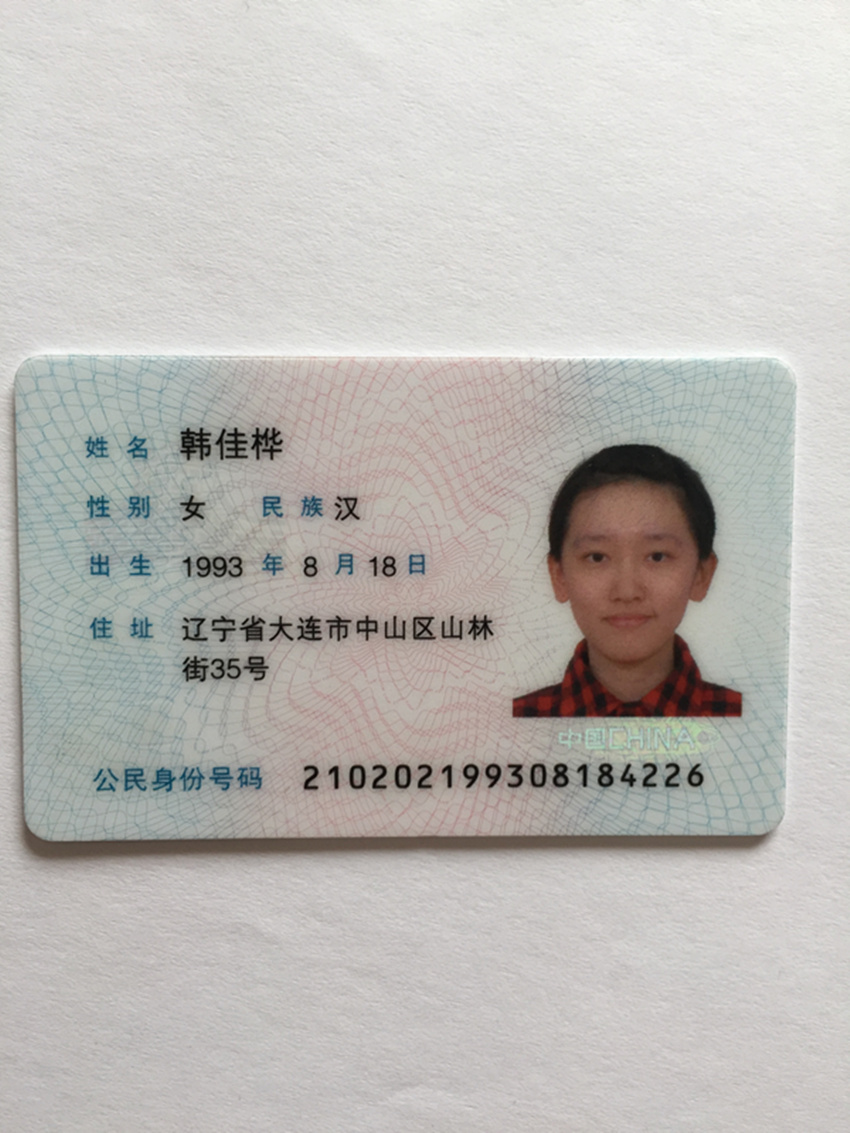 姓名 韩佳桦
性别 女 民族 汉
出生 1993 年 8 月 18 日
住址 辽宁省大连市中山区山林
街35号
中国CHINA
公民身份号码 210202199308184226